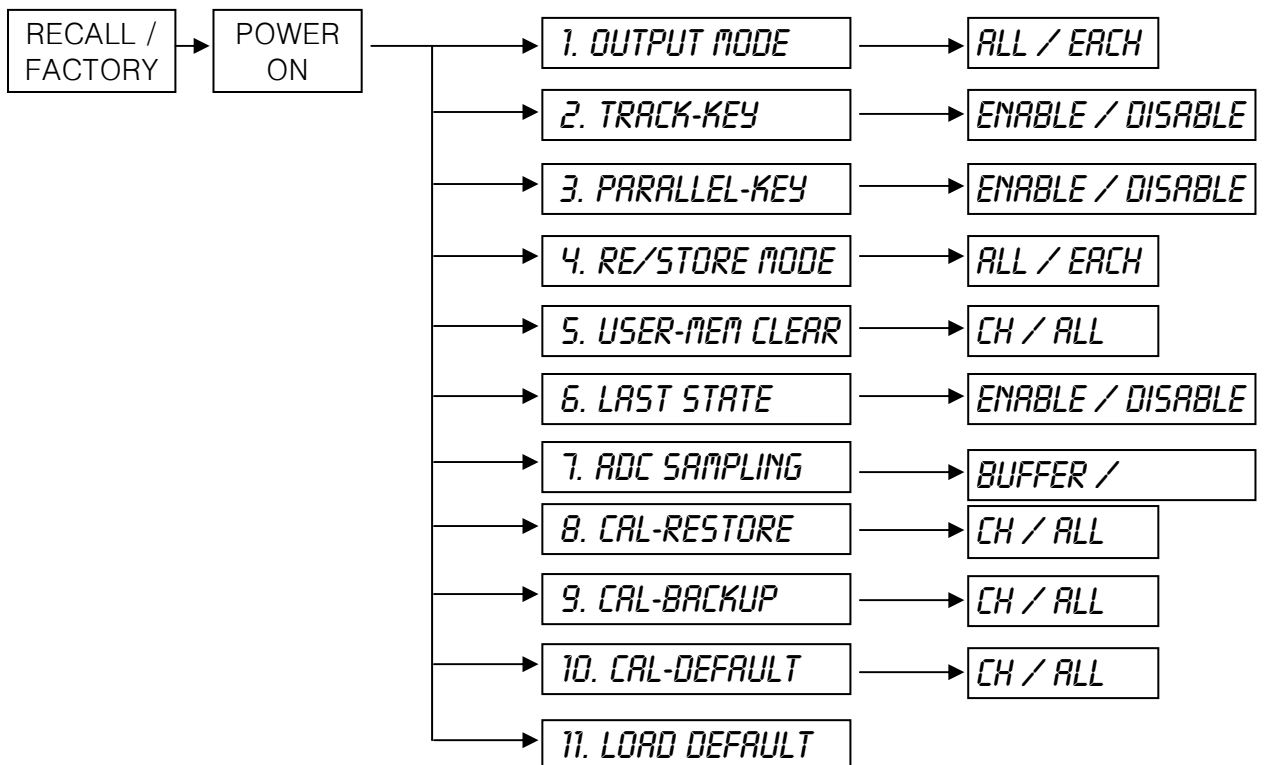 RECALL /
FACTORY
POWER
ON
1. OUTPUT MODE
ALL / EACH
2. TRACK-KEY
ENABLE / DISABLE
3. PARALLEL-KEY
ENABLE / DISABLE
4. RE/STORE MODE
ALL / EACH
5. USER-MEM CLEAR
CH / ALL
6. LAST STATE
ENABLE / DISABLE
7. ADC SAMPLING
BUFFER /
8. CAL-RESTORE
CH / ALL
9. CAL-BACKUP
CH / ALL
10. CAL-DEFAULT
CH / ALL
11. LOAD DEFAULT